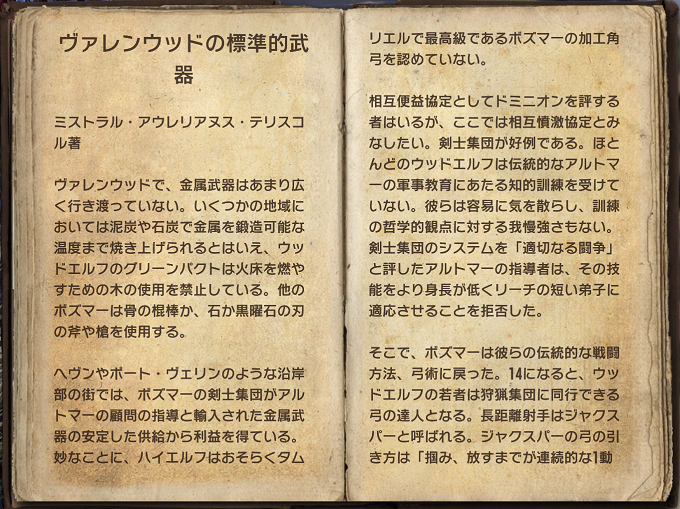 ヴァレンウッドの標準的武
器
ミストラル・アウレリアヌス・テリスコ
ル著
ヴァレンウッドで、金属武器はあまり広
く行き渡っていない。いくつかの地域に
おいては泥炭や石炭で金属を鍛造可能な
温度まで焼き上げられるとはいえ、ウッ
ドエルフのグリーンパクトは火床を燃や
すための木の使用を禁止している。他の
ボズマーは骨の棍棒か、石か黒曜石の刃
の斧や槍を使用する。
ヘヴンやポート・ヴェリンのような沿岸
部の街では、ボズマーの剣士集団がアル
トマーの顧問の指導と輸入された金属武
器の安定した供給から利益を得ている。
妙なことに、ハイエルフはおそらくタム
リエルで最高級であるボズマーの加工角
弓を認めていない。
相互便益協定としてドミニオンを評する
者はいるが、ここでは相互憤激協定とみ
なしたい。剣士集団が好例である。ほと
んどのウッドエルフは伝統的なアルトマ
ーの軍事教育にあたる知的訓練を受けて
いない。彼らは容易に気を散らし、訓練
の哲学的観点に対する我慢強さもない。
剣士集団のシステムを「適切なる闘争」
と評したアルトマーの指導者は、その技
能をより身長が低くリーチの短い弟子に
適応させることを拒否した。
そこで、ボズマーは彼らの伝統的な戦闘
方法、弓術に戻った。14になると、ウッ
ドエルフの若者は狩猟集団に同行できる
弓の達人となる。長距離射手はジャクス
パーと呼ばれる。ジャクスパーの弓の引
き方は「掴み、放すまでが連続的な1動